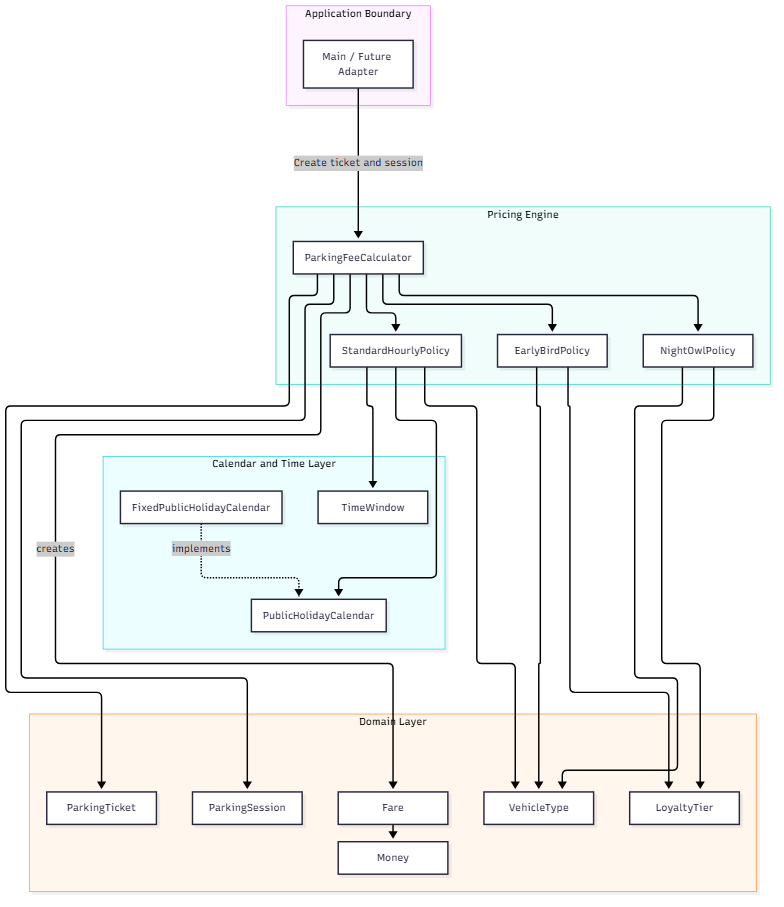 Application Boundary
Main / Future
Adapter
Create ticket and session
Pricing Engine
ParkingFeeCalculator
StandardHourlyPolicy
EarlyBirdPolicy
NightOwlPolicy
Calendar and Time Layer
FixedPublicHolidayCalendar
TimeWindow
creates
implements
PublicHolidayCalendar
Domain Layer
ParkingTicket
ParkingSession
Fare
VehicleType
LoyaltyTier
Money